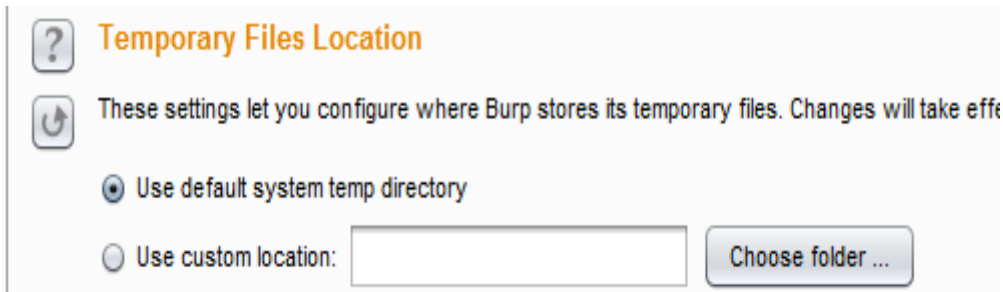 ?
Temporary Files Location
These settings let you configure where Burp stores its temporary files. Changes will take effe
Use default system temp directory
Use custom location:
Choose folder ...